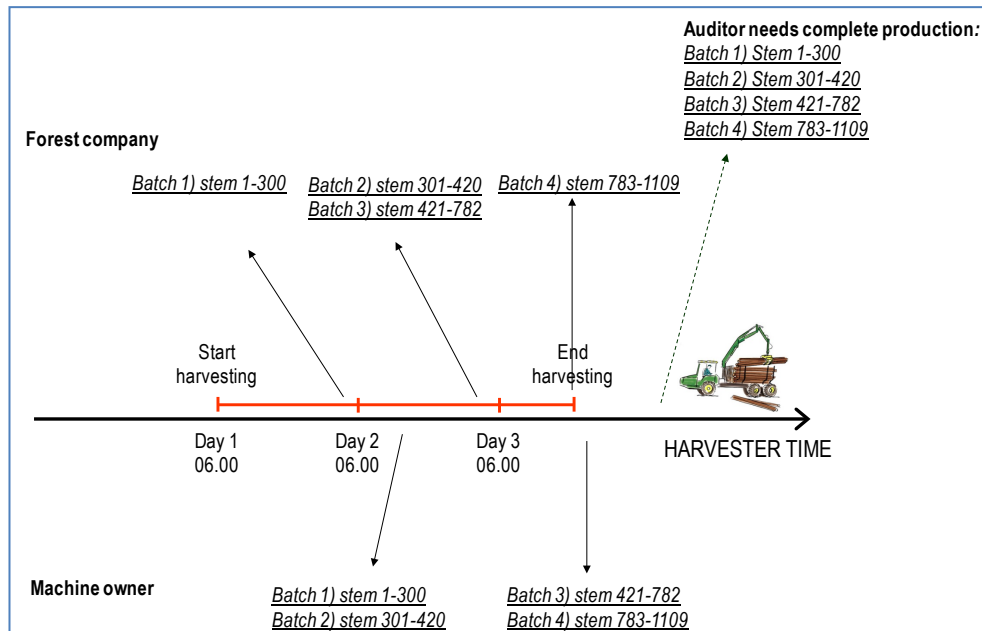 Auditor needs complete production:
Batch 1) Stem 1-300
Batch 2) Stem 301-420
Batch 3) Stem 421-782
Batch 4) Stem 783-1109
Forest company
Batch 1) stem 1-300
Batch 2) stem 301-420
Batch 3) stem 421-782
Batch 4) stem 783-1109
Start
harvesting
End
harvesting
Day 1
06.00
Day 2
06.00
Day 3
06.00
HARVESTER TIME
Machine owner
Batch 1) stem 1-300
Batch 2) stem 301-420
Batch 3) stem 421-782
Batch 4) stem 783-1109